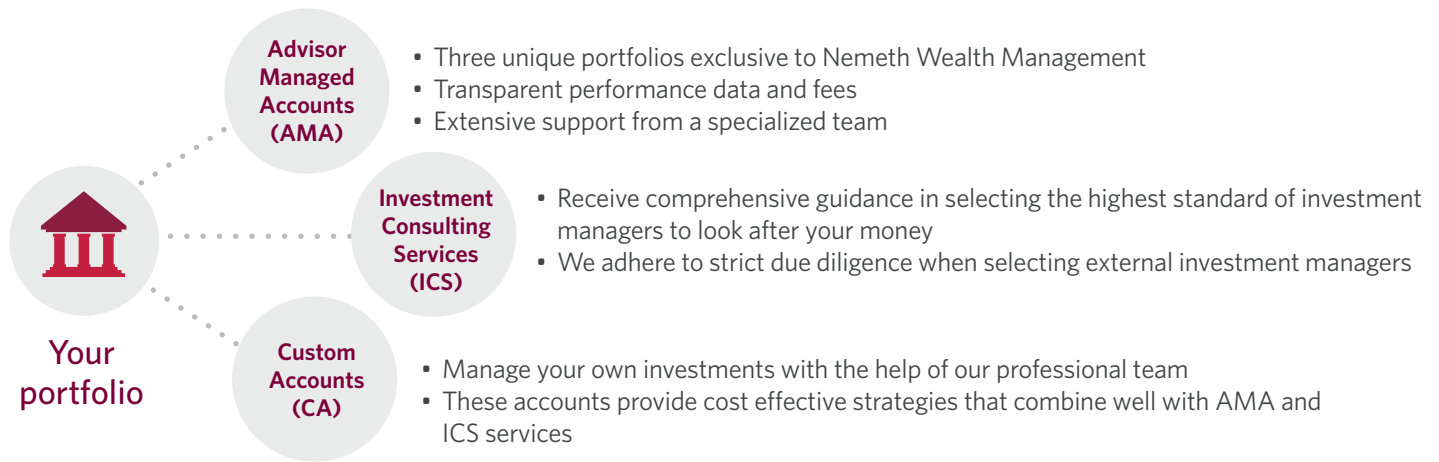 Advisor
Managed
Accounts
(AMA)
• Three unique portfolios exclusive to Nemeth Wealth Management
• Transparent performance data and fees
• Extensive support from a specialized team
Investment
Consulting
Services
(ICS)
• Receive comprehensive guidance in selecting the highest standard of investment
managers to look after your money
• We adhere to strict due diligence when selecting external investment managers
Your
portfolio
Custom
Accounts
(CA)
• Manage your own investments with the help of our professional team
• These accounts provide cost effective strategies that combine well with AMA and
ICS services